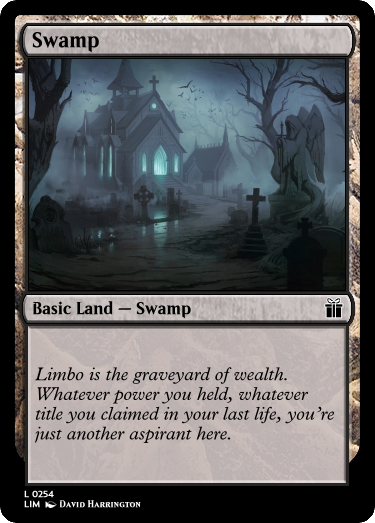 Swamp
Basic Land — Swamp
Limbo is the graveyard of wealth.
Whatever power you held, whatever
title you claimed in your last life, you're
just another aspirant here.
L 0254
LIM David Harrington